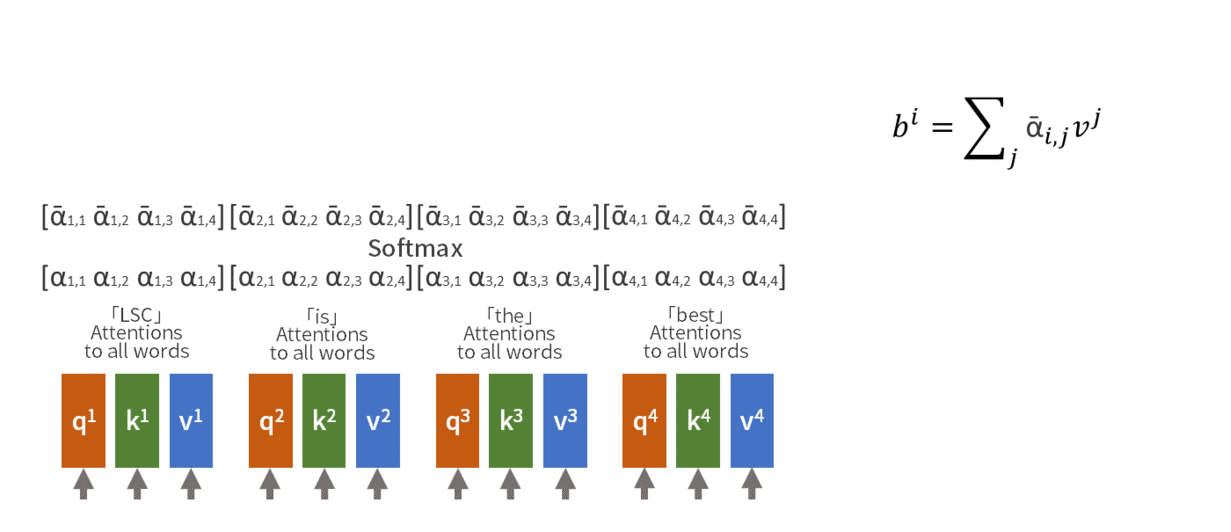 bⁱ = ∑ⱼ ᾱi,j vʲ
[ᾱ1,1 ᾱ1,2 ᾱ1,3 ᾱ1,4][ᾱ2,1 ᾱ2,2 ᾱ2,3 ᾱ2,4][ᾱ3,1 ᾱ3,2 ᾱ3,3 ᾱ3,4][ᾱ4,1 ᾱ4,2 ᾱ4,3 ᾱ4,4]
Softmax
[α1,1 α1,2 α1,3 α1,4][α2,1 α2,2 α2,3 α2,4][α3,1 α3,2 α3,3 α3,4][α4,1 α4,2 α4,3 α4,4]
「LSC」
Attentions
to all words
「is」
Attentions
to all words
「the」
Attentions
to all words
「best」
Attentions
to all words
q¹ k¹ v¹ q² k² v² q³ k³ v³ q⁴ k⁴ v⁴